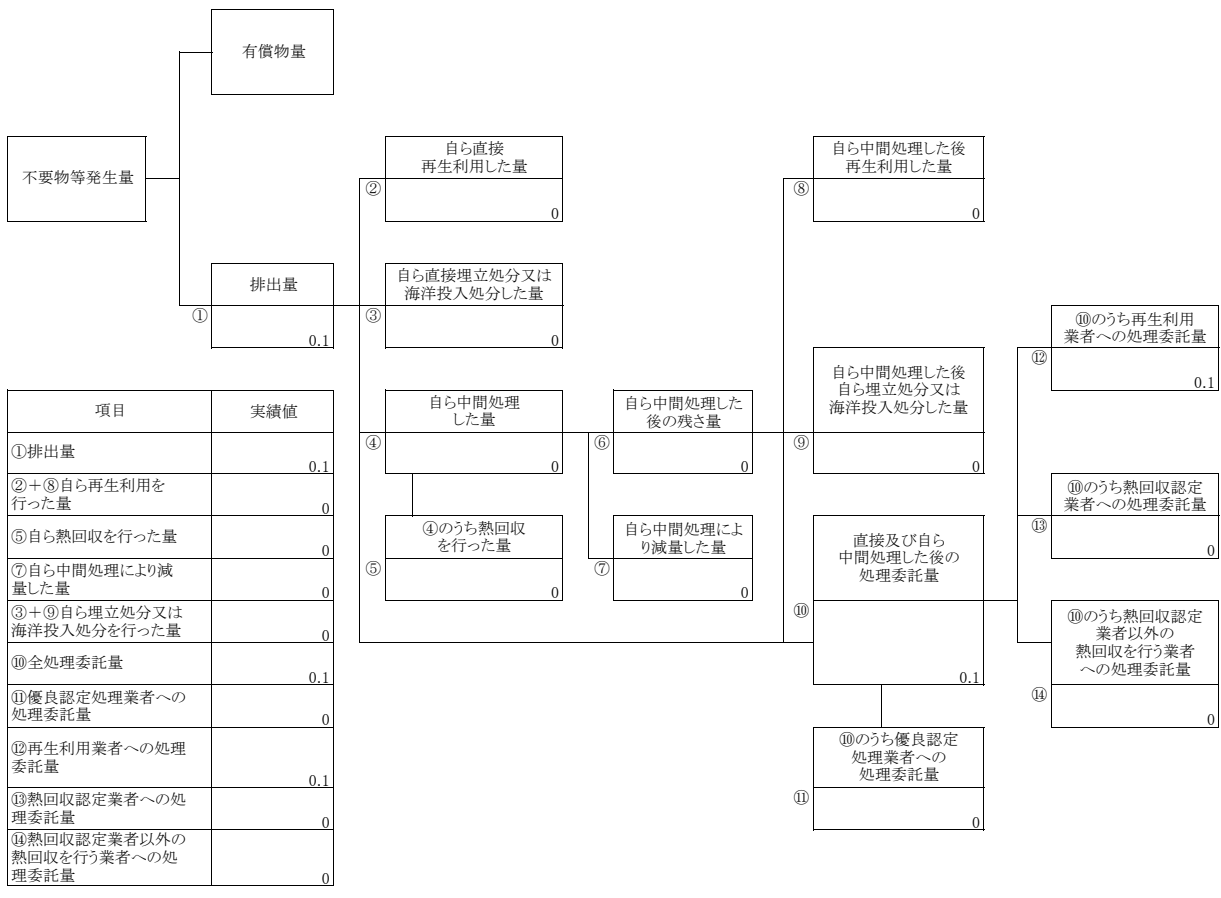 有償物量
不要物等発生量
自ら直接
再生利用した量
②
0
自ら中間処理した後
再生利用した量
⑧
0
排出量
①
0.1
自ら直接埋立処分又は
海洋投入処分した量
③
0
⑩のうち再生利用
業者への処理委託量
⑫
0.1
自ら中間処理
した量
④
0
自ら中間処理した
後の残さ量
⑥
0
自ら中間処理した後
自ら埋立処分又は
海洋投入処分した量
⑨
0
⑩のうち熱回収認定
業者への処理委託量
⑬
0
④のうち熱回収
を行った量
⑤
0
自ら中間処理によ
り減量した量
⑦
0
直接及び自ら
中間処理した後の
処理委託量
⑩
0.1
⑩のうち熱回収認定
業者以外の
熱回収を行う業者
への処理委託量
⑭
0
⑩のうち優良認定
処理業者への
処理委託量
⑪
0
項目 実績値
①排出量
0.1
②+⑧自ら再生利用を
行った量
0
⑤自ら熱回収を行った量
0
⑦自ら中間処理により減
量した量
0
③+⑨自ら埋立処分又は
海洋投入処分を行った量
0
⑩全処理委託量
0.1
⑪優良認定処理業者への
処理委託量
0
⑫再生利用業者への処理
委託量
0.1
⑬熱回収認定業者への処
理委託量
0
⑭熱回収認定業者以外の
熱回収を行う業者への処
理委託量
0